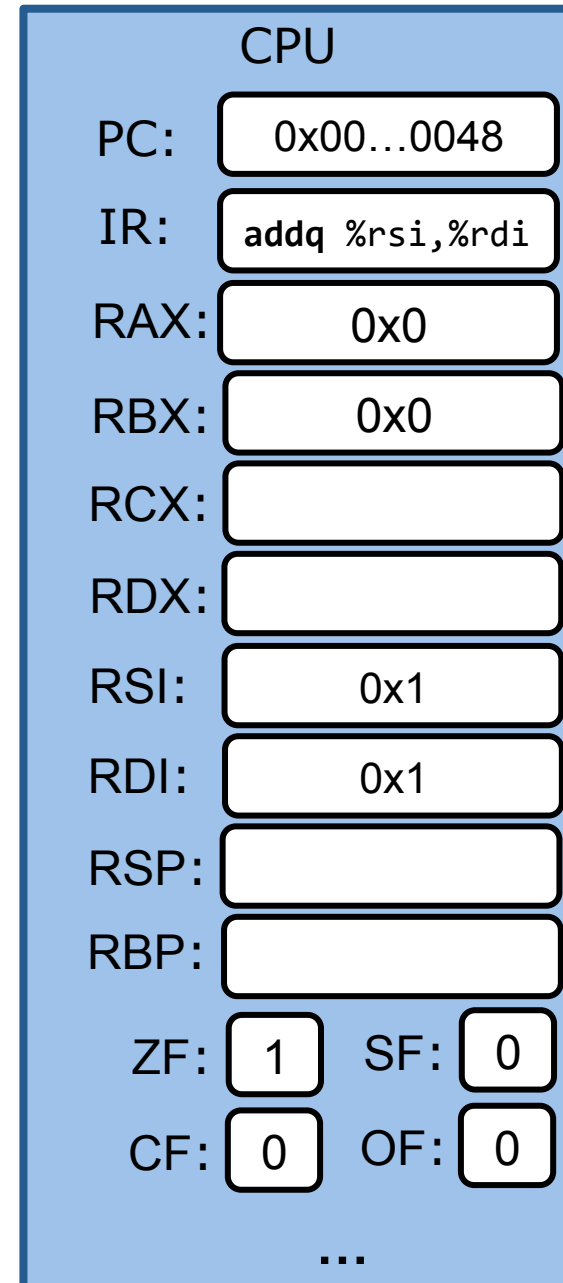 CPU
PC: 0x00...0048
IR: addq %rsi,%rdi
RAX: 0x0
RBX: 0x0
RCX:
RDX:
RSI: 0x1
RDI: 0x1
RSP:
RBP:
ZF: 1 SF: 0
CF: 0 OF: 0
...